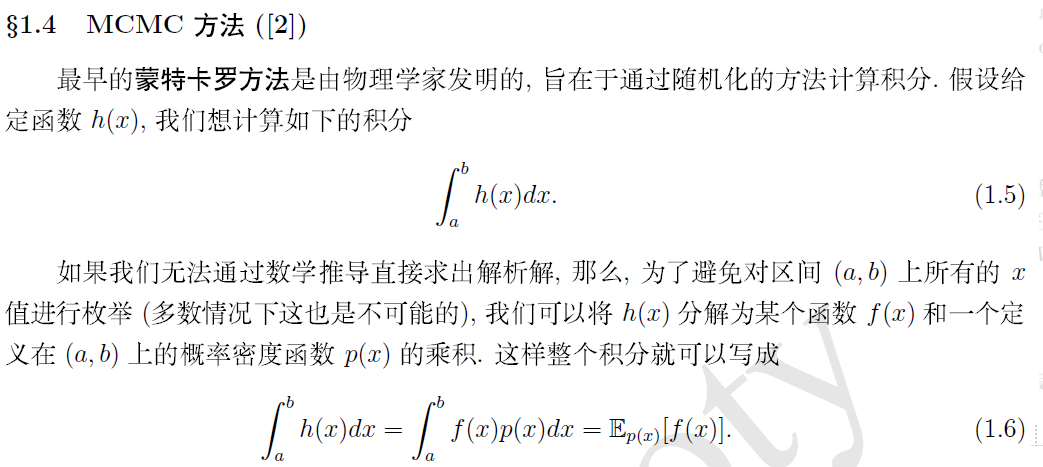 §1.4 MCMC 方法 ([2])
最早的蒙特卡罗方法是由物理学家发明的, 旨在于通过随机化的方法计算积分. 假设给
定函数 h(x), 我们想计算如下的积分
∫_a^b h(x)dx. (1.5)
如果我们无法通过数学推导直接求出解析解, 那么, 为了避免对区间 (a, b) 上所有的 x
值进行枚举 (多数情况下这也是不可能的), 我们可以将 h(x) 分解为某个函数 f(x) 和一个定
义在 (a, b) 上的概率密度函数 p(x) 的乘积. 这样整个积分就可以写成
∫_a^b h(x)dx = ∫_a^b f(x)p(x)dx = 𝔼_{p(x)}[f(x)]. (1.6)